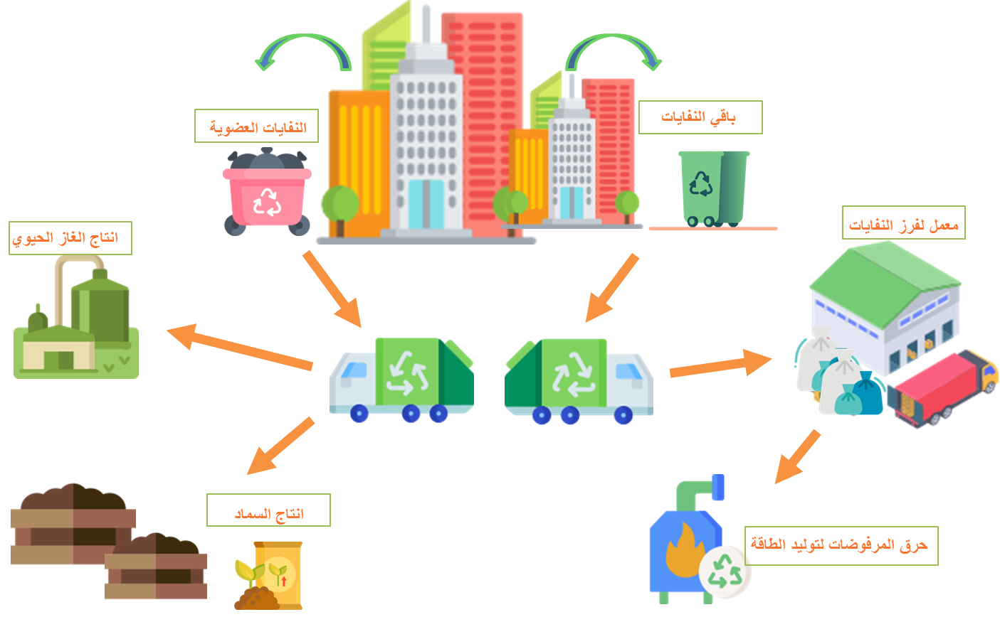 باقي النفايات
النفايات العضوية
معمل لفرز النفايات
انتاج الغاز الحيوي
انتاج السماد
حرق المرفوضات لتوليد الطاقة